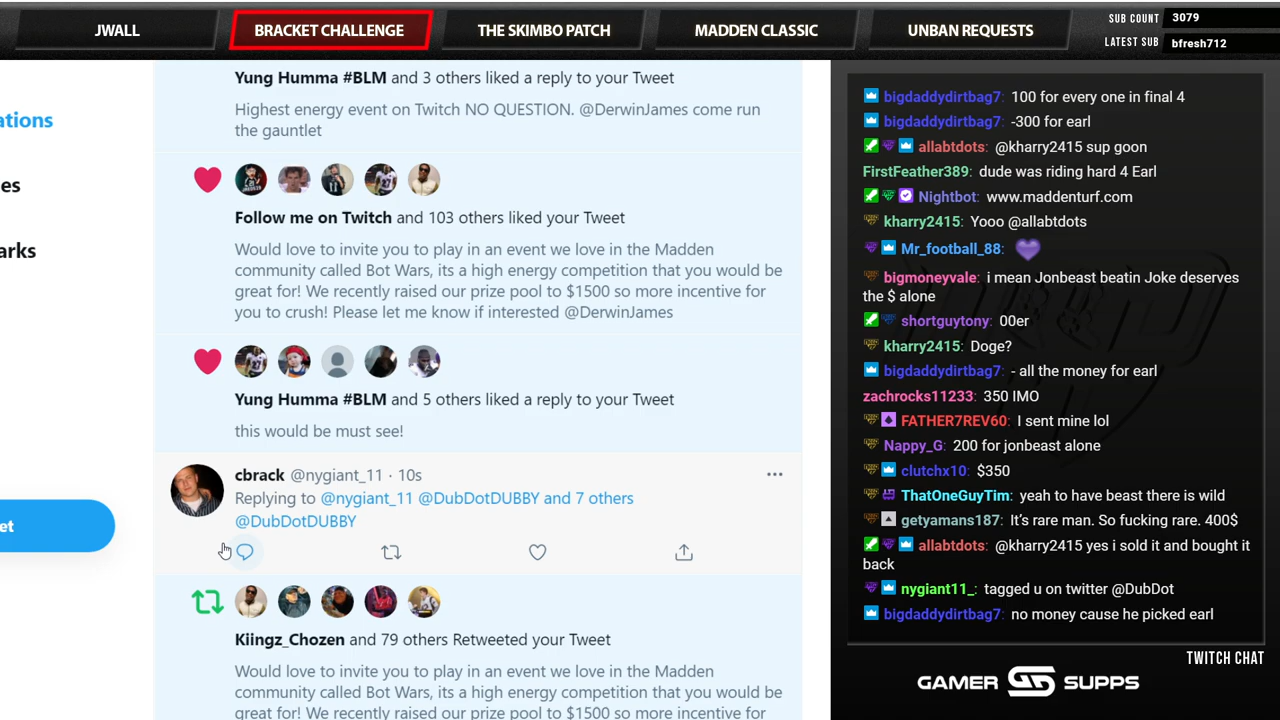 JWALL
BRACKET CHALLENGE
THE SKIMBO PATCH
MADDEN CLASSIC
UNBAN REQUESTS
SUB COUNT 3079
LATEST SUB bfresh712
ations
es
arks
et
Yung Humma #BLM and 3 others liked a reply to your Tweet
Highest energy event on Twitch NO QUESTION. @DerwinJames come run
the gauntlet
Follow me on Twitch and 103 others liked your Tweet
Would love to invite you to play in an event we love in the Madden
community called Bot Wars, its a high energy competition that you would be
great for! We recently raised our prize pool to $1500 so more incentive for
you to crush! Please let me know if interested @DerwinJames
Yung Humma #BLM and 5 others liked a reply to your Tweet
this would be must see!
cbrack @nygiant_11 · 10s
Replying to @nygiant_11 @DubDotDUBBY and 7 others
@DubDotDUBBY
Kiingz_Chozen and 79 others Retweeted your Tweet
Would love to invite you to play in an event we love in the Madden
community called Bot Wars, its a high energy competition that you would be
great for! We recently raised our prize pool to $1500 so more incentive for
bigdaddydirtbag7: 100 for every one in final 4
bigdaddydirtbag7: -300 for earl
allabtdots: @kharry2415 sup goon
FirstFeather389: dude was riding hard 4 Earl
Nightbot: www.maddenturf.com
kharry2415: Yooo @allabtdots
Mr_football_88: 💜
bigmoneyvale: i mean Jonbeast beatin Joke deserves
the $ alone
shortguytony: 00er
kharry2415: Doge?
bigdaddydirtbag7: - all the money for earl
zachrocks11233: 350 IMO
FATHER7REV60: I sent mine lol
Nappy_G: 200 for jonbeast alone
clutchx10: $350
ThatOneGuyTim: yeah to have beast there is wild
getyamans187: It's rare man. So fucking rare. 400$
allabtdots: @kharry2415 yes i sold it and bought it
back
nygiant11_: tagged u on twitter @DubDot
bigdaddydirtbag7: no money cause he picked earl
TWITCH CHAT
GAMER SUPPS